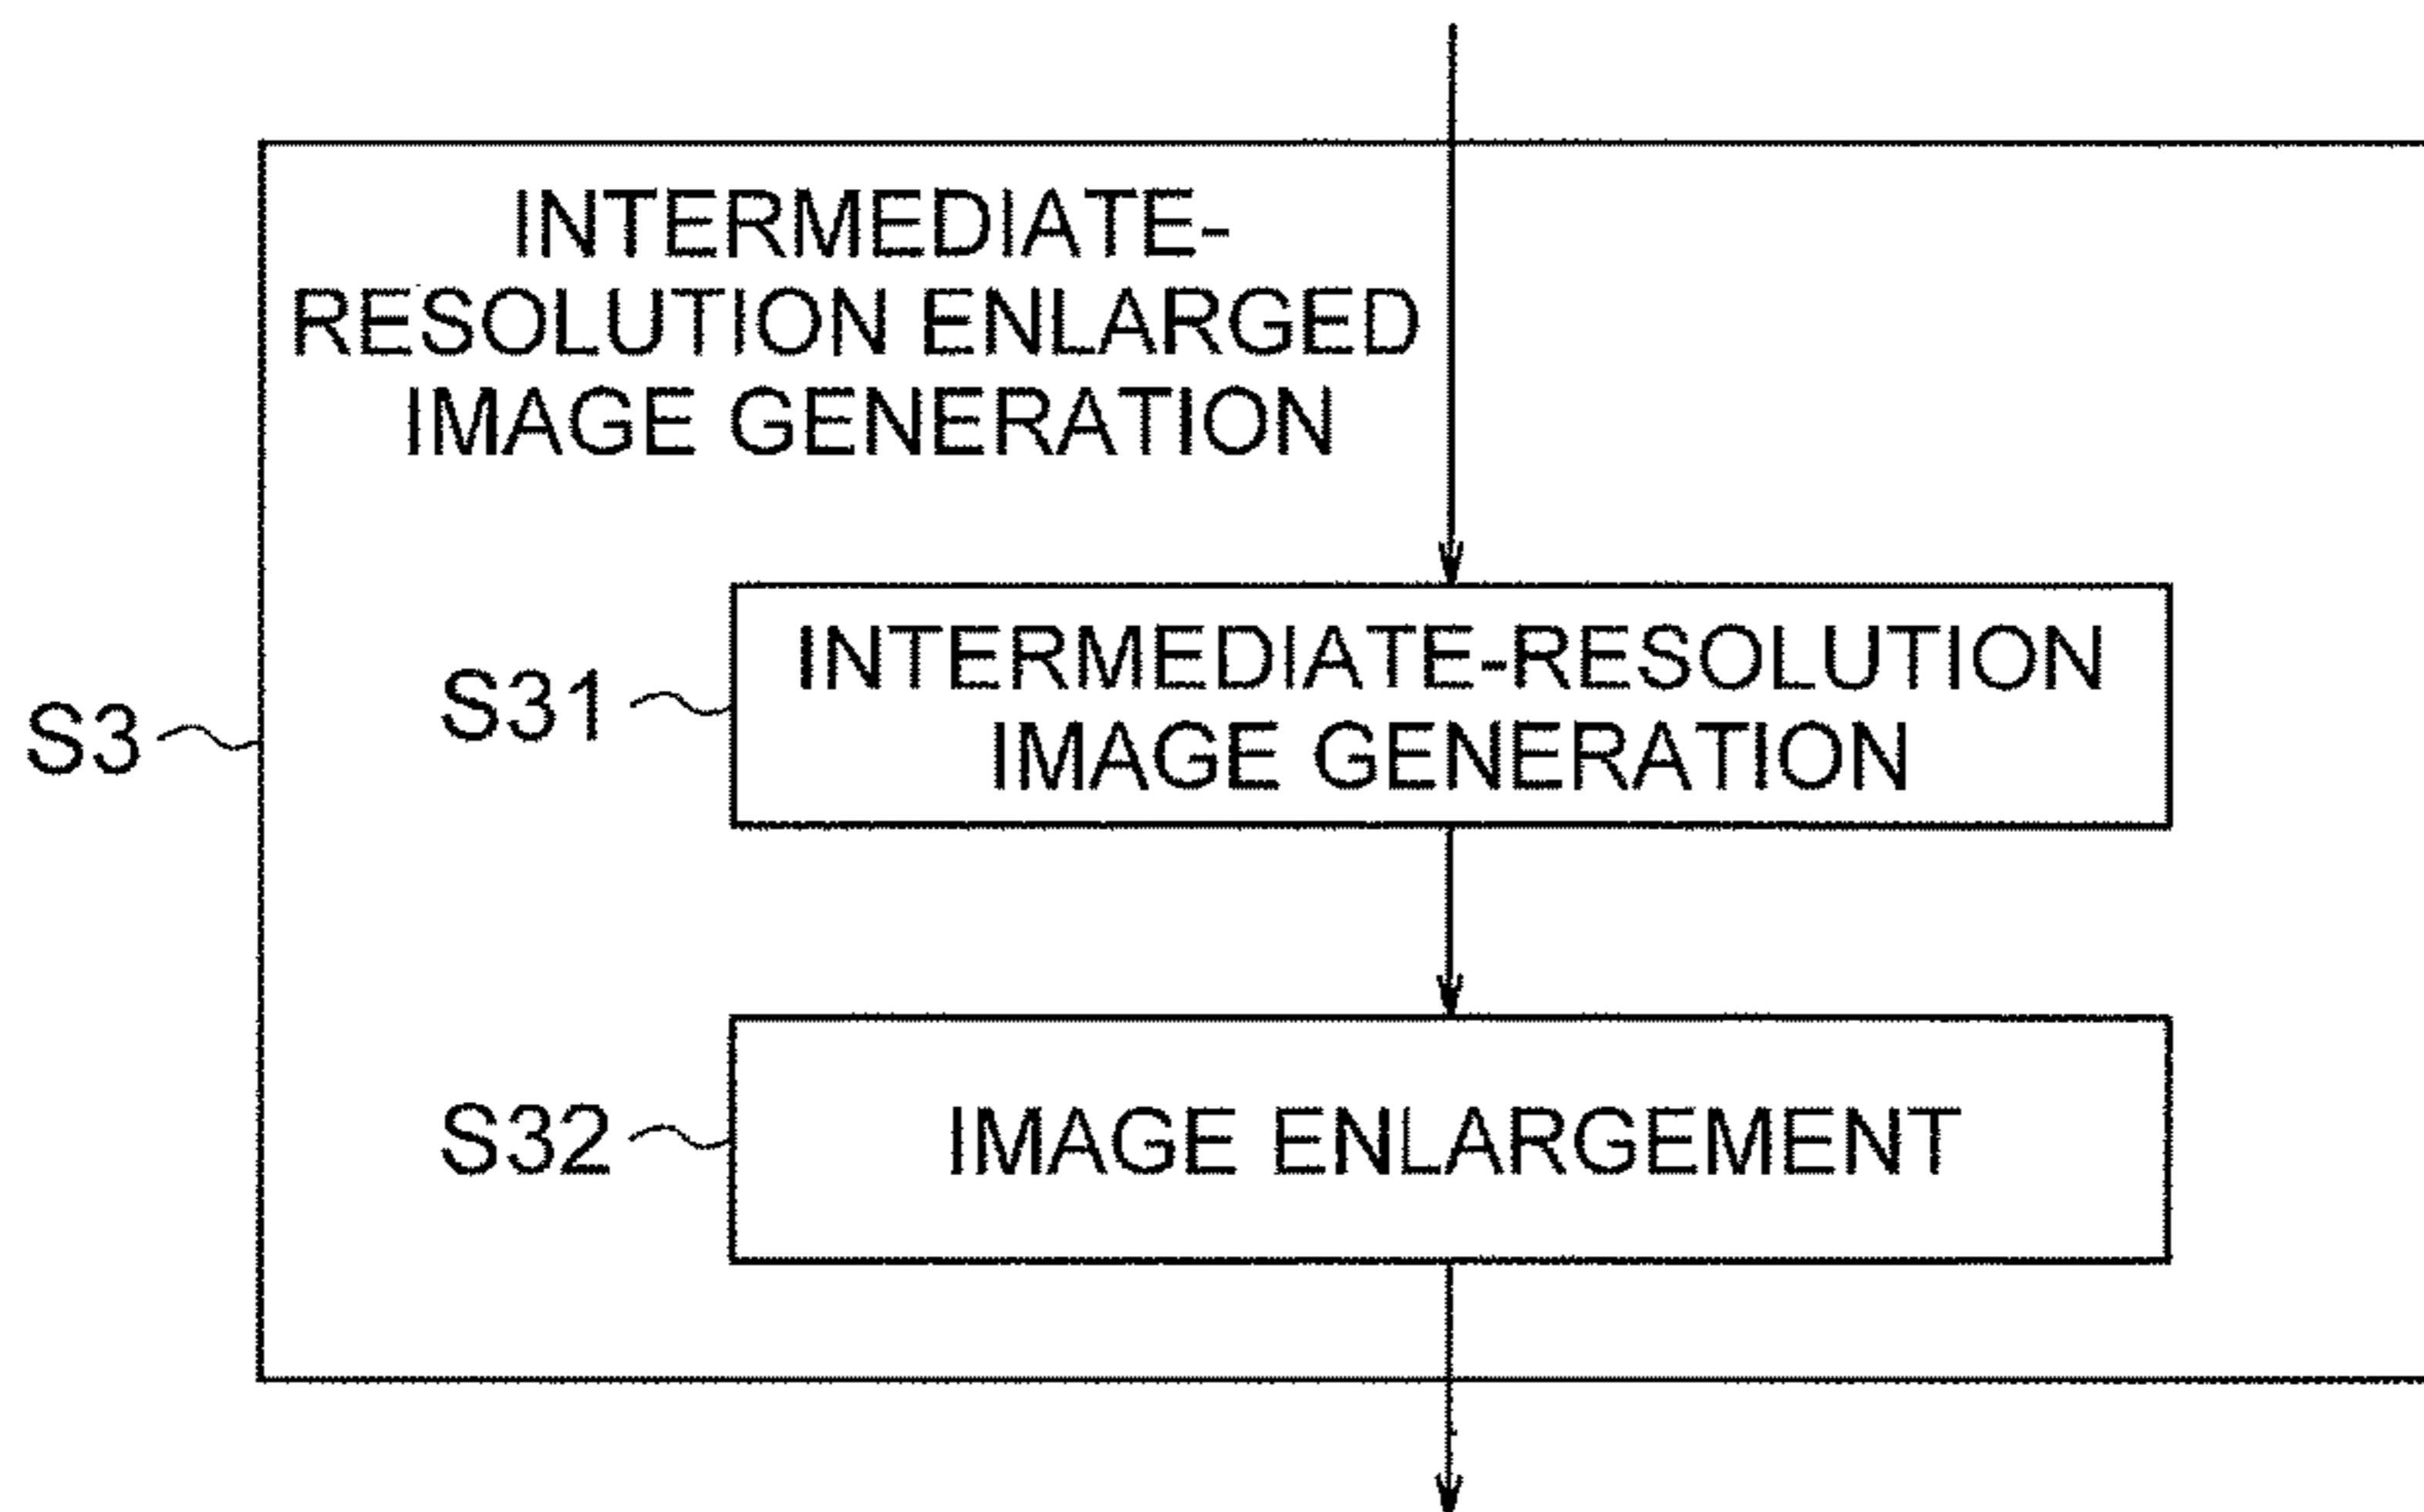 INTERMEDIATE-
RESOLUTION ENLARGED
IMAGE GENERATION
S3
S31
INTERMEDIATE-RESOLUTION
IMAGE GENERATION
S32
IMAGE ENLARGEMENT